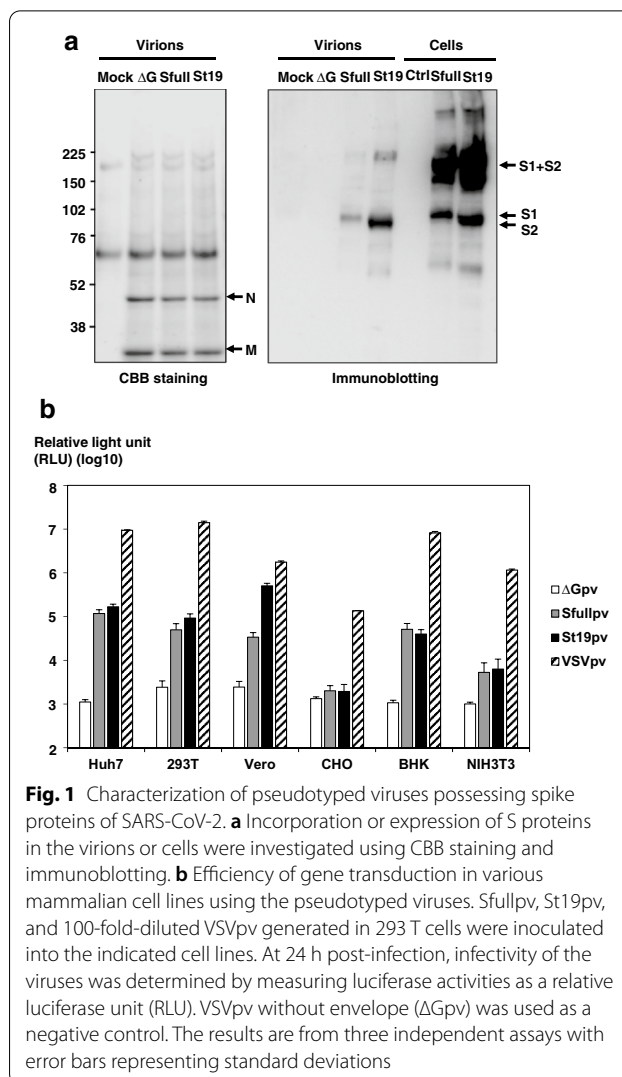 a
Virions Virions Cells
Mock ΔG Sfull St19 Mock ΔG Sfull St19 Ctrl Sfull St19
225
150
102
76
52
38
S1+S2
S1
S2
N
M
CBB staining Immunoblotting
b
Relative light unit
(RLU) (log10)
8
7
6
5
4
3
2
Huh7 293T Vero CHO BHK NIH3T3
ΔGpv
Sfullpv
St19pv
VSVpv
Fig. 1 Characterization of pseudotyped viruses possessing spike
proteins of SARS-CoV-2. a Incorporation or expression of S proteins
in the virions or cells were investigated using CBB staining and
immunoblotting. b Efficiency of gene transduction in various
mammalian cell lines using the pseudotyped viruses. Sfullpv, St19pv,
and 100-fold-diluted VSVpv generated in 293 T cells were inoculated
into the indicated cell lines. At 24 h post-infection, infectivity of the
viruses was determined by measuring luciferase activities as a relative
luciferase unit (RLU). VSVpv without envelope (ΔGpv) was used as a
negative control. The results are from three independent assays with
error bars representing standard deviations